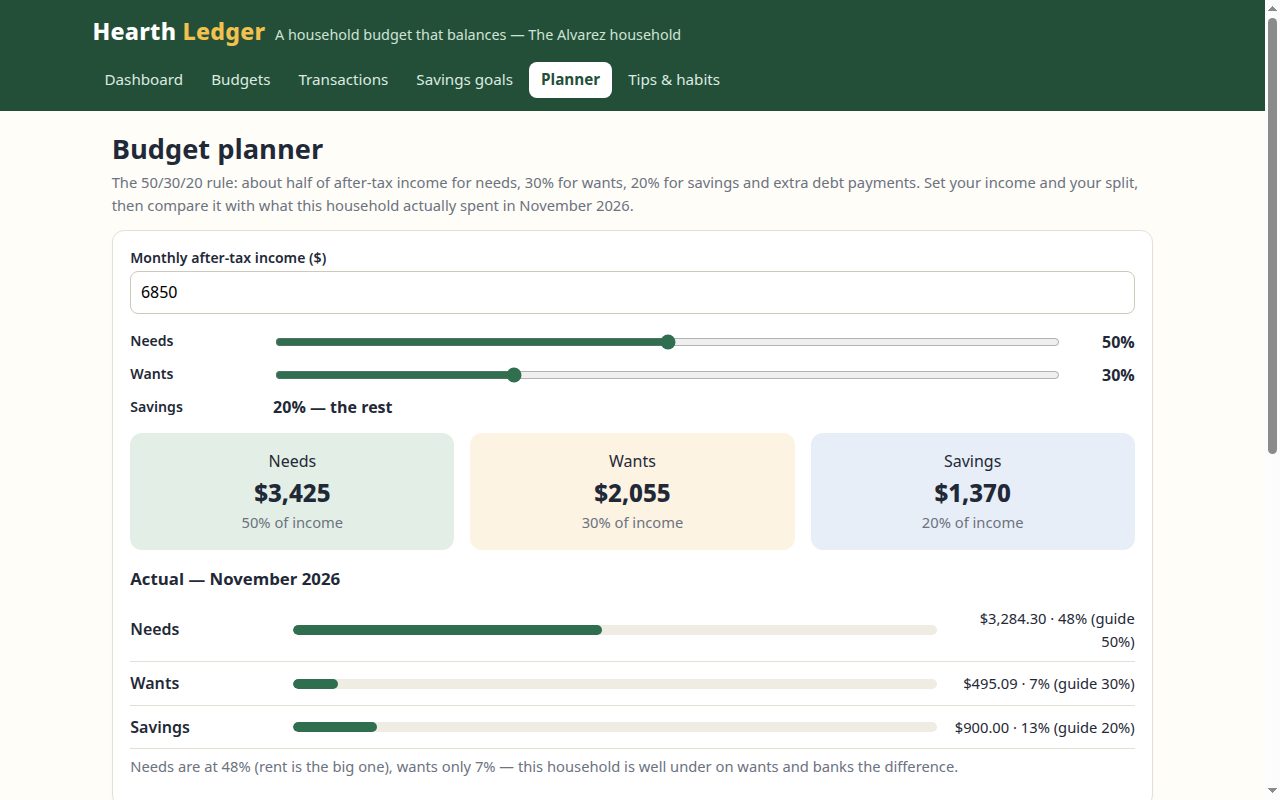 Hearth Ledger A household budget that balances — The Alvarez household
Dashboard Budgets Transactions Savings goals Planner Tips & habits
Budget planner
The 50/30/20 rule: about half of after-tax income for needs, 30% for wants, 20% for savings and extra debt payments. Set your income and your split,
then compare it with what this household actually spent in November 2026.
Monthly after-tax income ($)
6850
Needs 50%
Wants 30%
Savings 20% — the rest
Needs
$3,425
50% of income
Wants
$2,055
30% of income
Savings
$1,370
20% of income
Actual — November 2026
Needs $3,284.30 · 48% (guide
50%)
Wants $495.09 · 7% (guide 30%)
Savings $900.00 · 13% (guide 20%)
Needs are at 48% (rent is the big one), wants only 7% — this household is well under on wants and banks the difference.